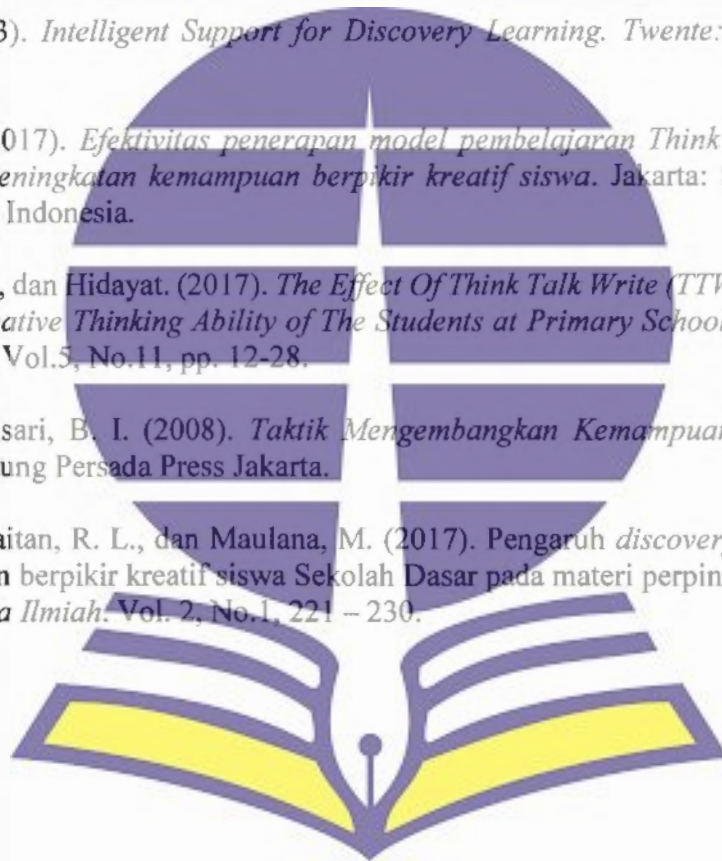 3). Intelligent Support for Discovery Learning. Twente:
017). Efektivitas penerapan model pembelajaran Think
eningkatan kemampuan berpikir kreatif siswa. Jakarta:
Indonesia.
, dan Hidayat. (2017). The Effect Of Think Talk Write (TTW
ative Thinking Ability of The Students at Primary School
Vol.5, No.11, pp. 12-28.
sari, B. I. (2008). Taktik Mengembangkan Kemampuan
ung Persada Press Jakarta.
aitan, R. L., dan Maulana, M. (2017). Pengaruh discovery
n berpikir kreatif siswa Sekolah Dasar pada materi perpin
a Ilmiah. Vol. 2, No.1, 221 – 230.